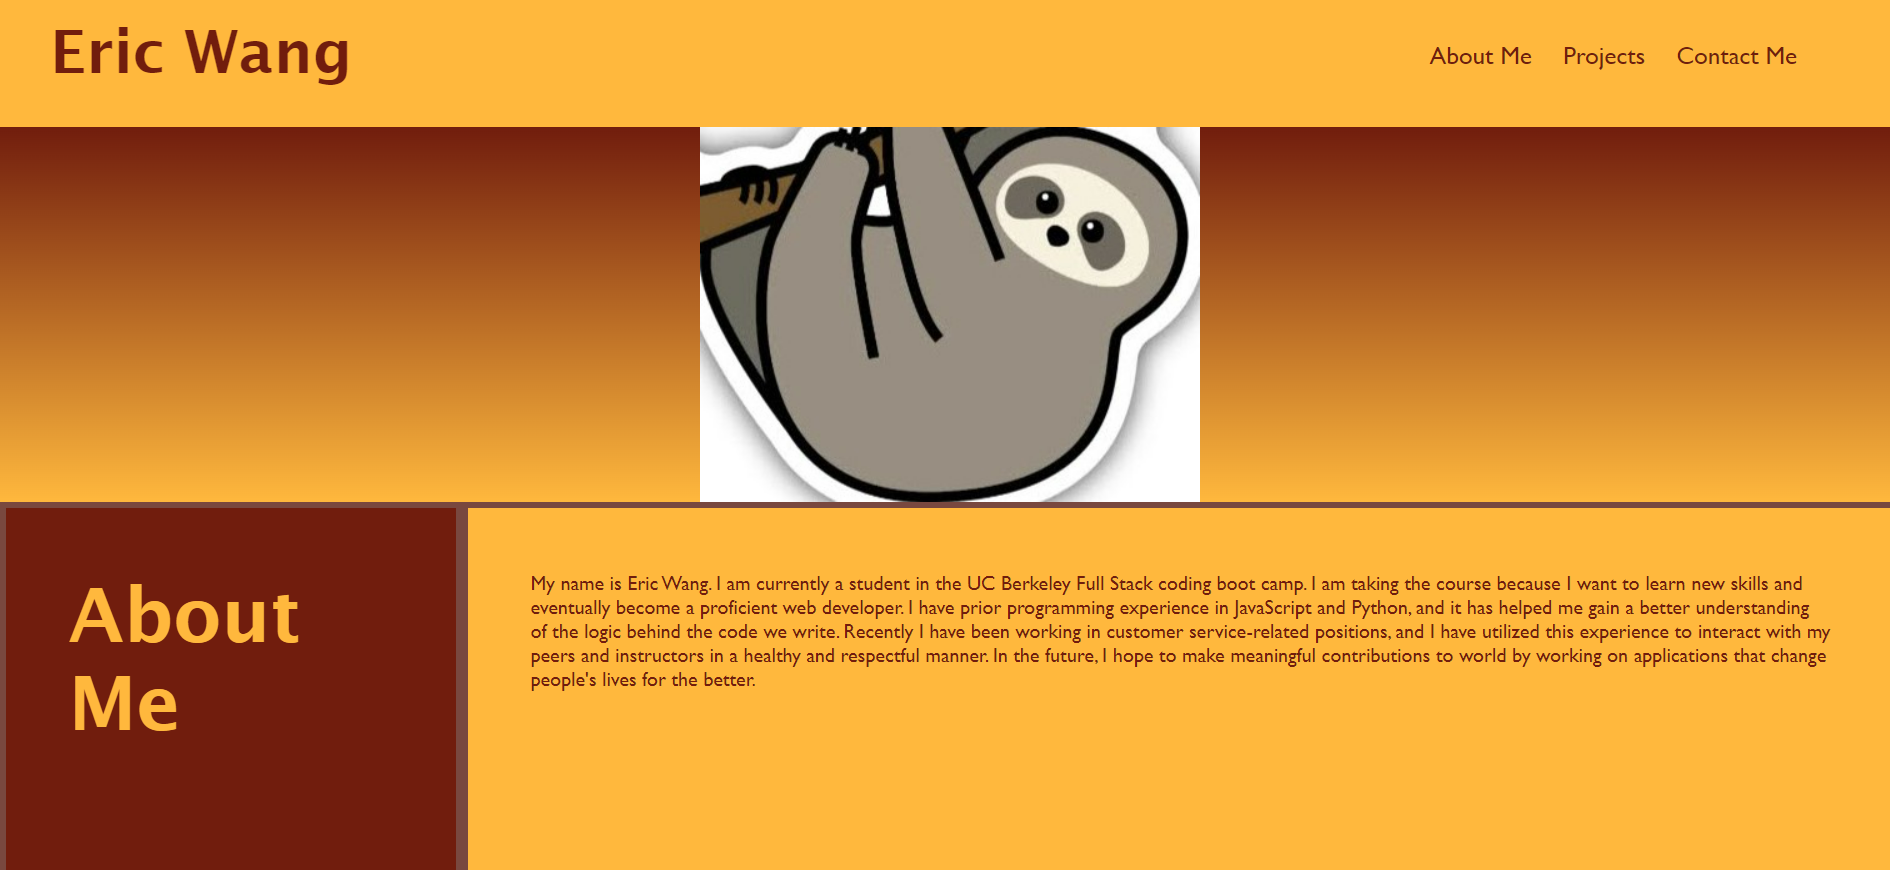 Eric Wang
About Me Projects Contact Me
About
Me
My name is Eric Wang. I am currently a student in the UC Berkeley Full Stack coding boot camp. I am taking the course because I want to learn new skills and
eventually become a proficient web developer. I have prior programming experience in JavaScript and Python, and it has helped me gain a better understanding
of the logic behind the code we write. Recently I have been working in customer service-related positions, and I have utilized this experience to interact with my
peers and instructors in a healthy and respectful manner. In the future, I hope to make meaningful contributions to world by working on applications that change
people's lives for the better.